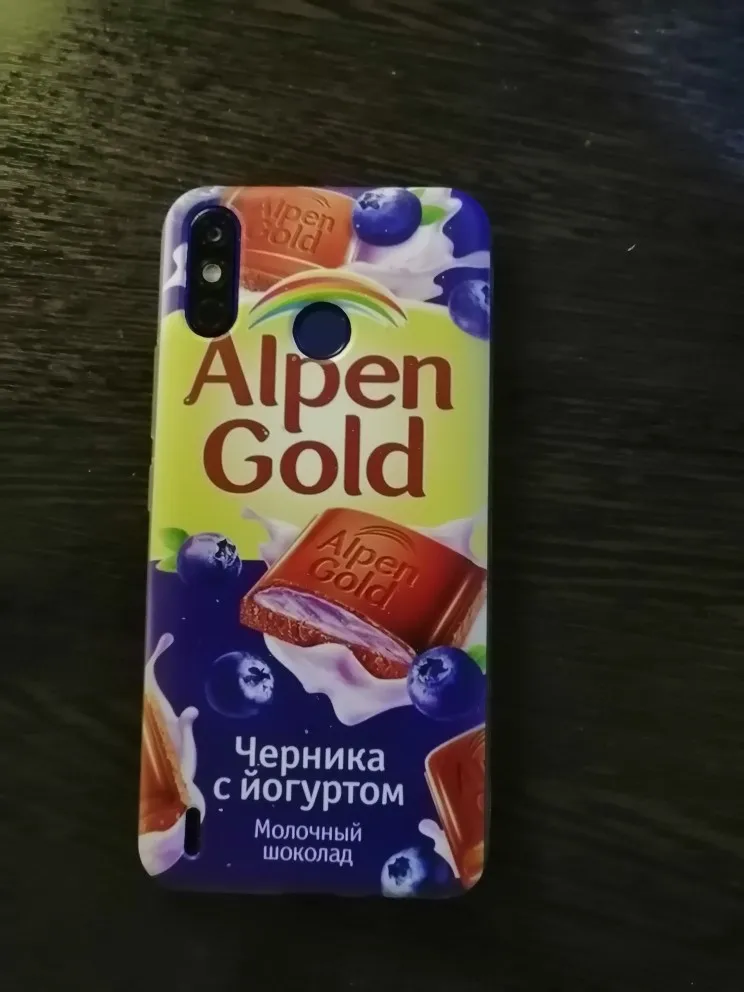 Alpen
Gold
Alpen
Gold
Alpen
Gold
Черника
с йогуртом
Молочный
шоколад